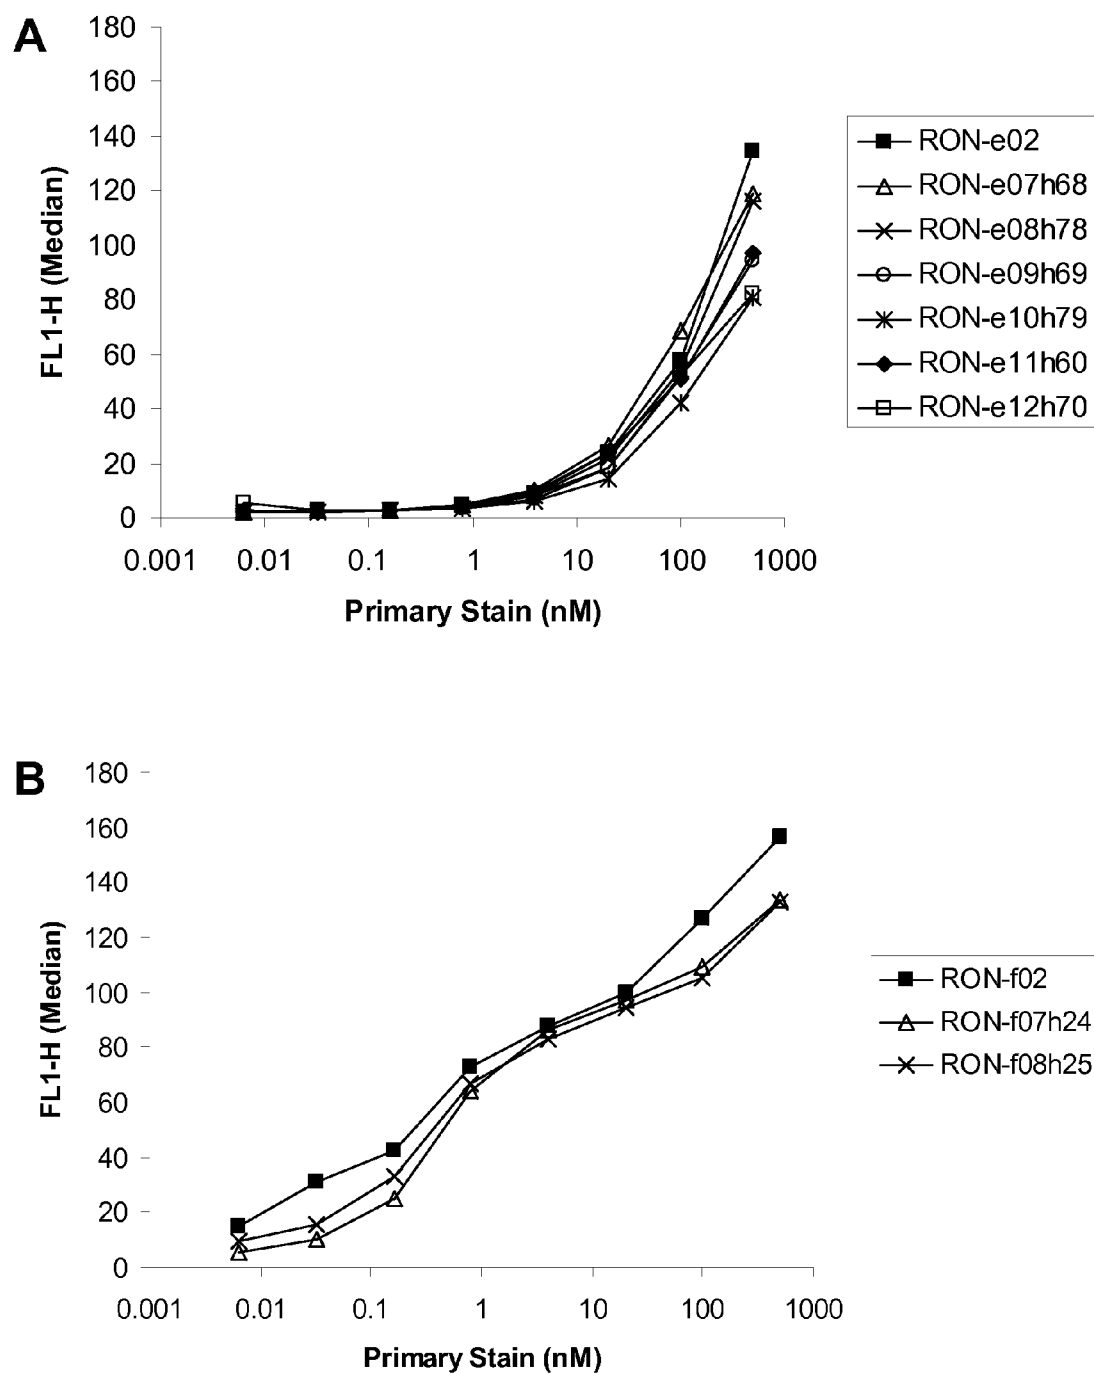 A
180
160
140
120
100
80
60
40
20
0
FL1-H (Median)
0.001 0.01 0.1 1 10 100 1000
Primary Stain (nM)
RON-e02
RON-e07h68
RON-e08h78
RON-e09h69
RON-e10h79
RON-e11h60
RON-e12h70
B
180
160
140
120
100
80
60
40
20
0
FL1-H (Median)
0.001 0.01 0.1 1 10 100 1000
Primary Stain (nM)
RON-f02
RON-f07h24
RON-f08h25